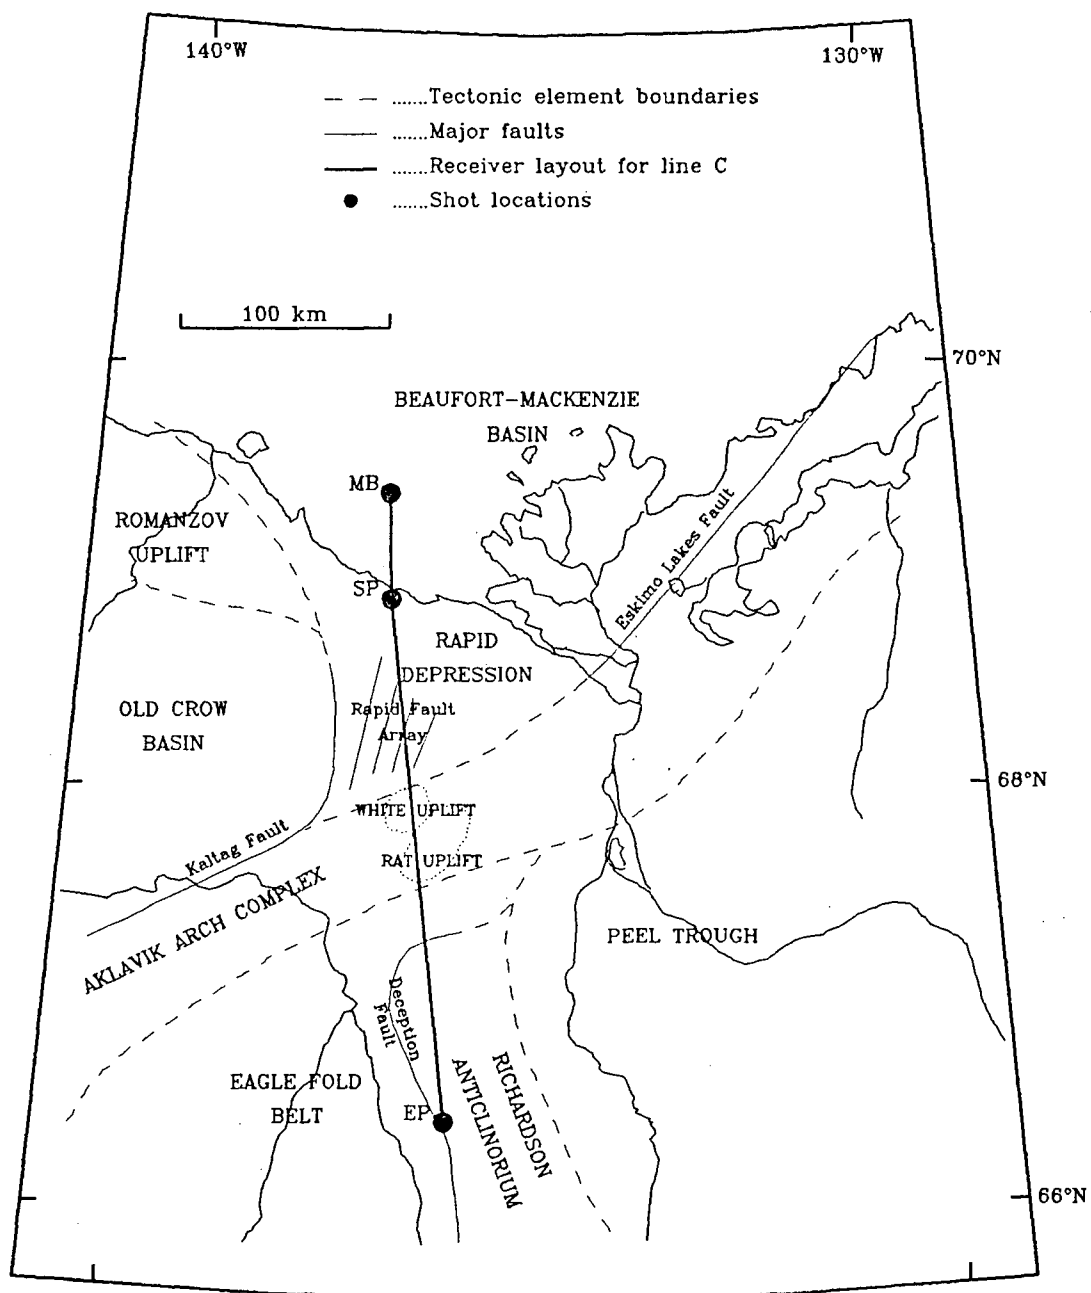 140°W
130°W
Tectonic element boundaries
Major faults
Receiver layout for line C
Shot locations
100 km
70°N
BEAUFORT-MACKENZIE
BASIN
MB
ROMANZOV
UPLIFT
Eskimo Lakes Fault
SP
RAPID
DEPRESSION
OLD CROW
BASIN
Rapid Fault
Array
68°N
WHITE UPLIFT
Kaltag Fault
RAT UPLIFT
AKLAVIK ARCH COMPLEX
PEEL TROUGH
Deception
Fault
EAGLE FOLD
BELT
EP
RICHARDSON
ANTICLINORIUM
66°N